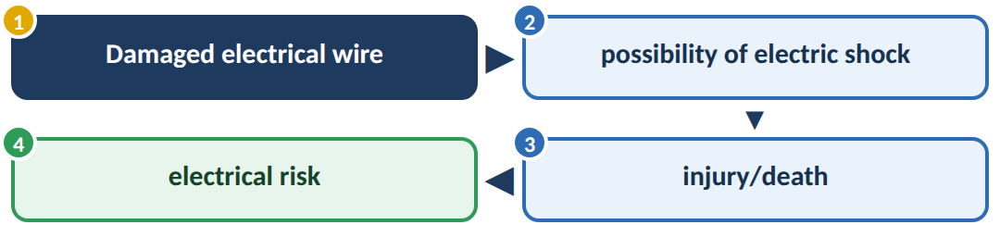 1
Damaged electrical wire
2
possibility of electric shock
3
injury/death
4
electrical risk